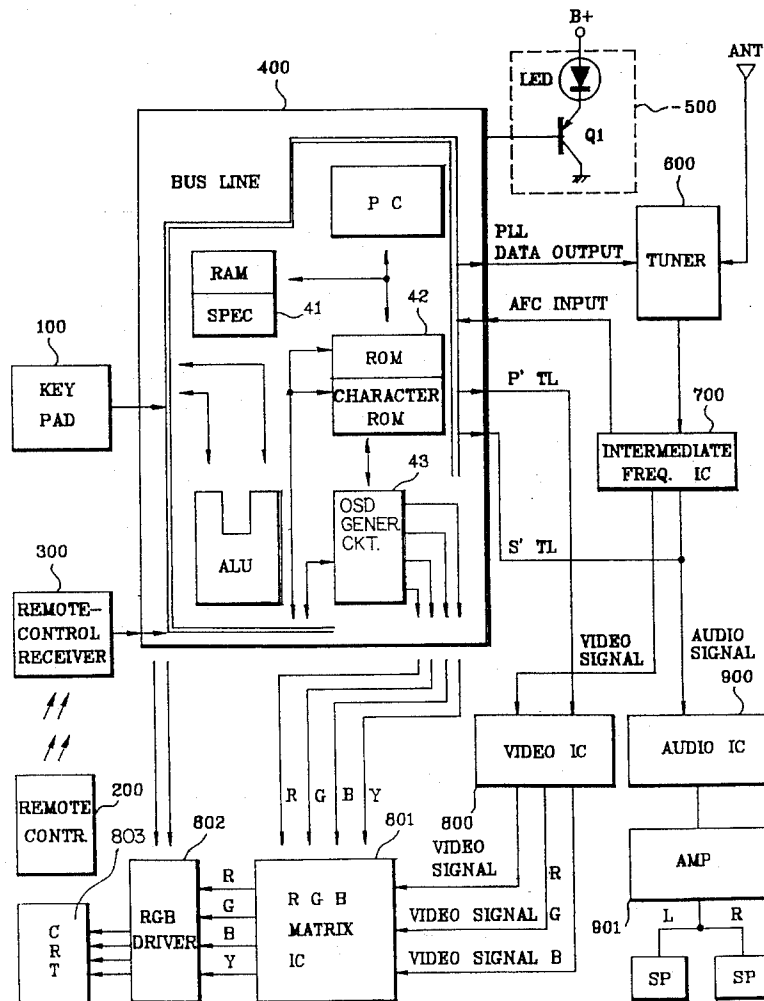 B+
ANT
400
LED
-500
Q1
BUS LINE
600
P C
PLL
DATA OUTPUT
TUNER
RAM
SPEC
41
42
AFC INPUT
100
ROM
KEY
PAD
CHARACTER
ROM
P' TL
700
INTERMEDIATE
FREQ. IC
43
OSD
GENER.
CKT.
ALU
S' TL
300
REMOTE-
CONTROL
RECEIVER
VIDEO
SIGNAL
AUDIO
SIGNAL
900
VIDEO IC
AUDIO IC
200
REMOTE
CONTR.
R
G
B
Y
800
803
802
801
VIDEO
SIGNAL
AMP
R
RGB
DRIVER
R
G
B
Y
R G B
MATRIX
IC
VIDEO SIGNAL G
VIDEO SIGNAL B
901
L
R
C
R
T
SP
SP